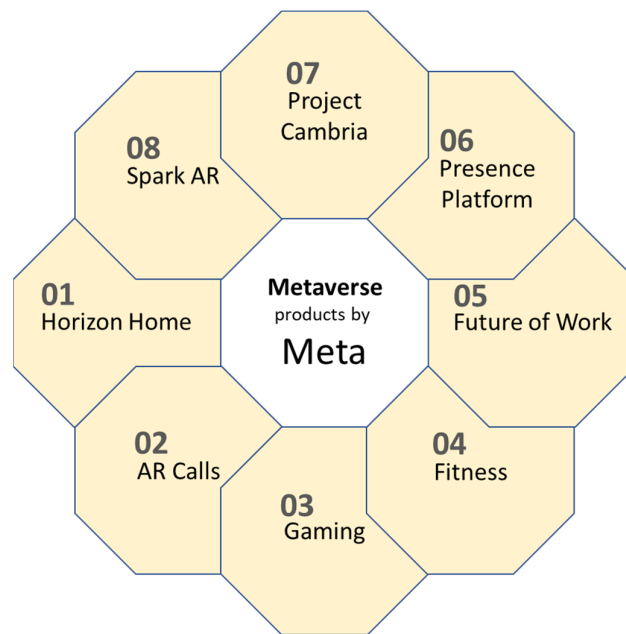 07
Project
Cambria
08
Spark AR
06
Presence
Platform
01
Horizon Home
Metaverse
products by
Meta
05
Future of Work
02
AR Calls
04
Fitness
03
Gaming